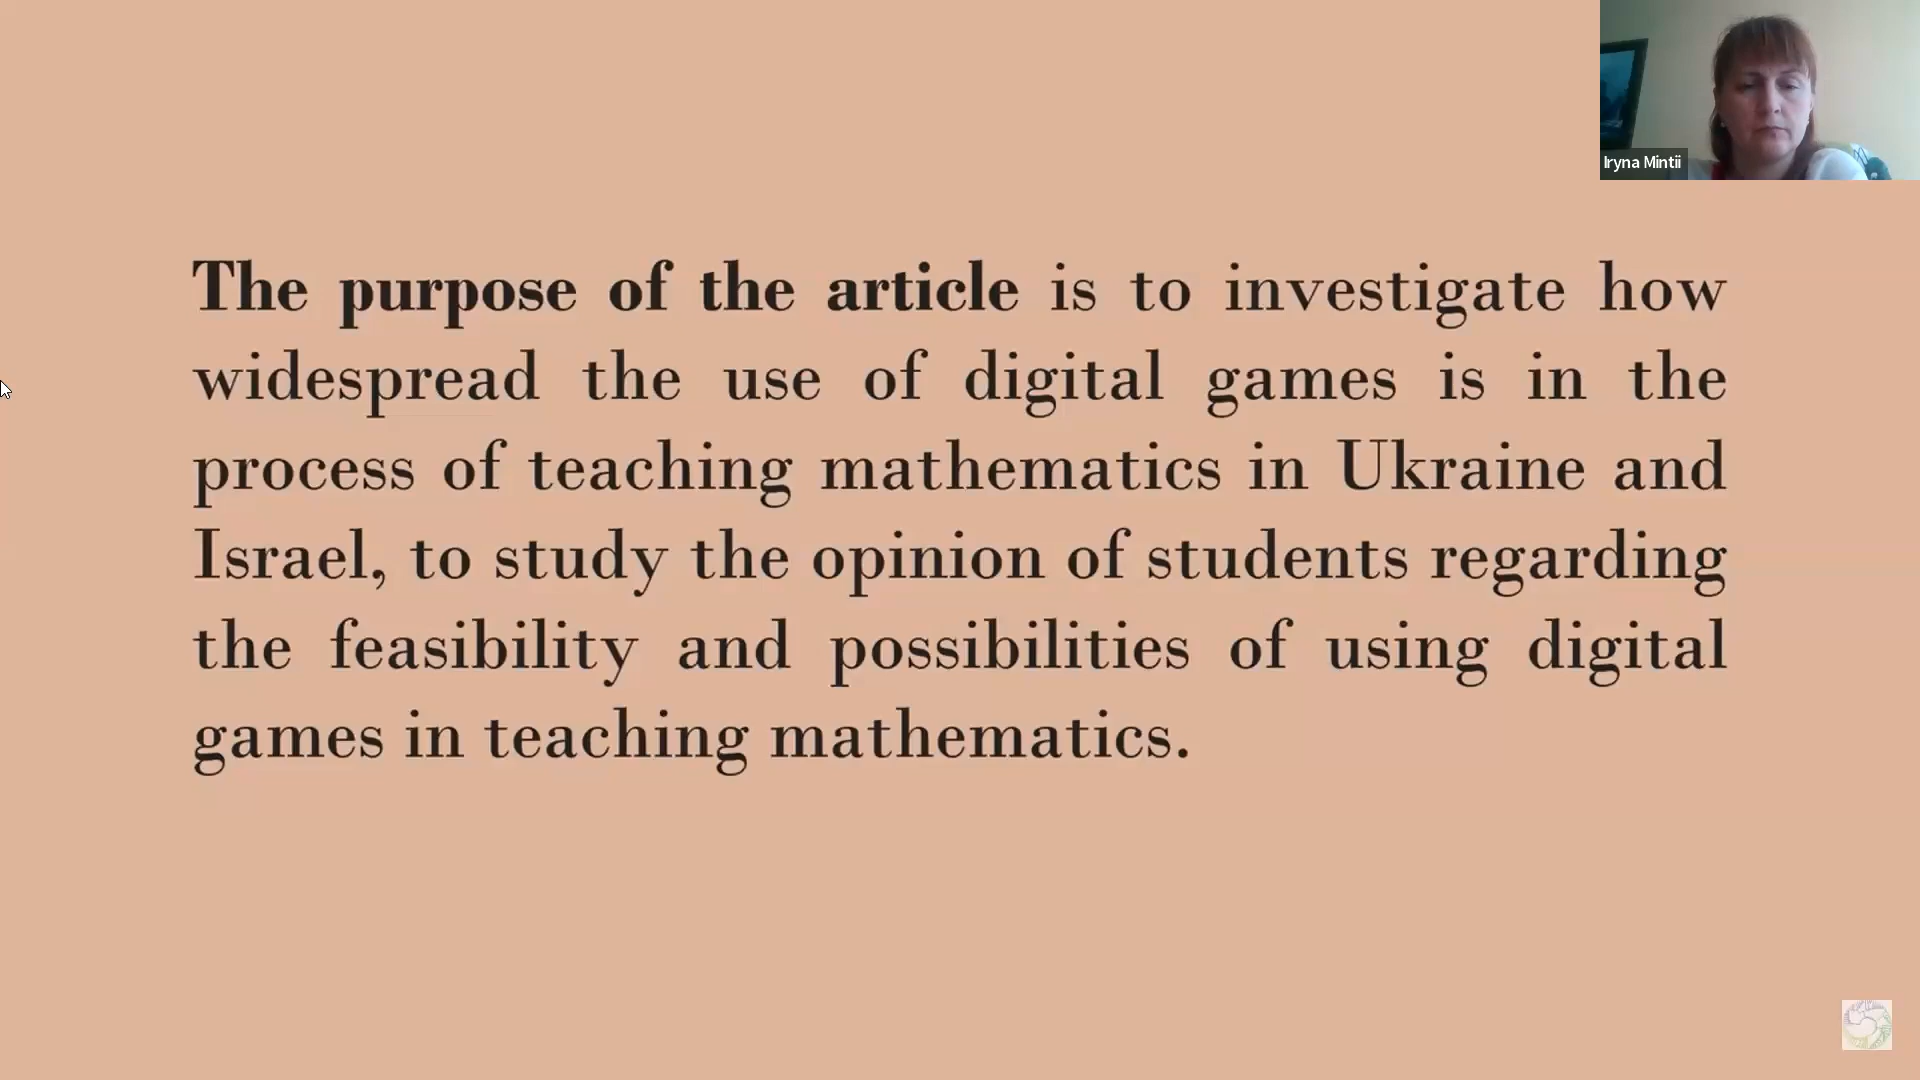 Iryna Mintii
The purpose of the article is to investigate how
widespread the use of digital games is in the
process of teaching mathematics in Ukraine and
Israel, to study the opinion of students regarding
the feasibility and possibilities of using digital
games in teaching mathematics.